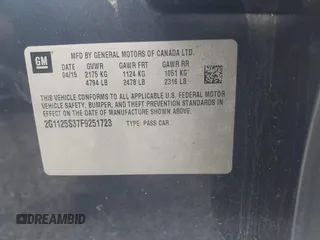 GM
MFD BY GENERAL MOTORS OF CANADA LTD.
DATE GVWR GAWR FRT GAWR RR
04/15 2175 KG 1124 KG 1051 KG
4794 LB 2478 LB 2316 LB
THIS VEHICLE CONFORMS TO ALL APPLICABLE U.S. FEDERAL MOTOR
VEHICLE SAFETY, BUMPER, AND THEFT PREVENTION STANDARDS
IN EFFECT ON THE DATE OF MANUFACTURE SHOWN ABOVE.
2G1125S37F9251723 TYPE: PASS CAR
DREAMBID